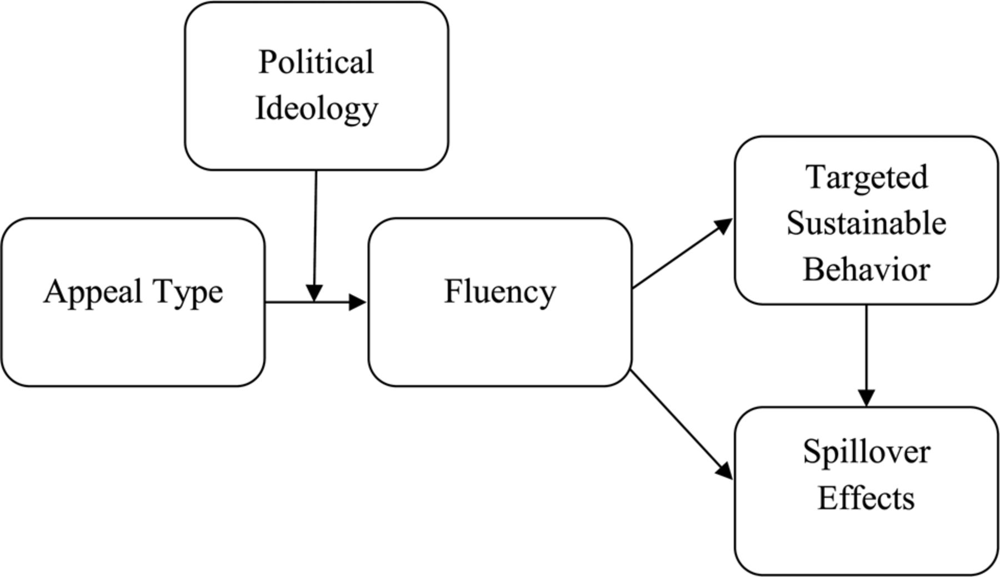 Political
Ideology
Appeal Type
Fluency
Targeted
Sustainable
Behavior
Spillover
Effects